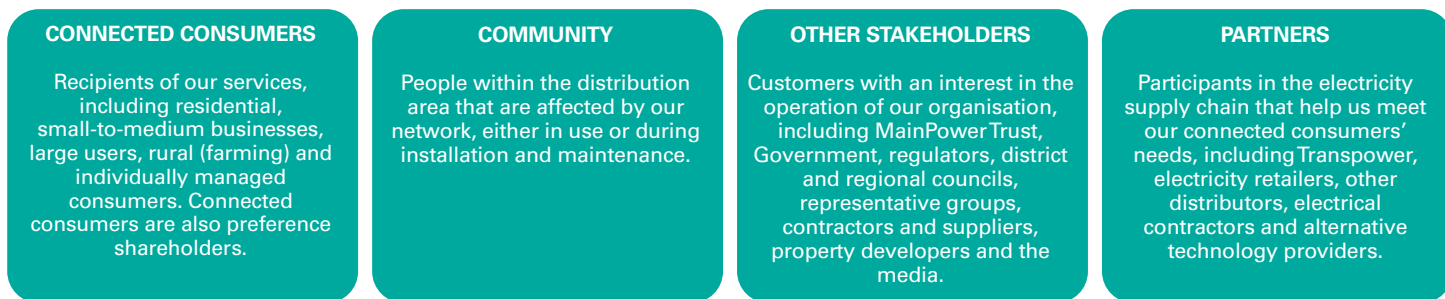 CONNECTED CONSUMERS
Recipients of our services,
including residential,
small-to-medium businesses,
large users, rural (farming) and
individually managed
consumers. Connected
consumers are also preference
shareholders.
COMMUNITY
People within the distribution
area that are affected by our
network, either in use or during
installation and maintenance.
OTHER STAKEHOLDERS
Customers with an interest in the
operation of our organisation,
including MainPower Trust,
Government, regulators, district
and regional councils,
representative groups,
contractors and suppliers,
property developers and the
media.
PARTNERS
Participants in the electricity
supply chain that help us meet
our connected consumers’
needs, including Transpower,
electricity retailers, other
distributors, electrical
contractors and alternative
technology providers.